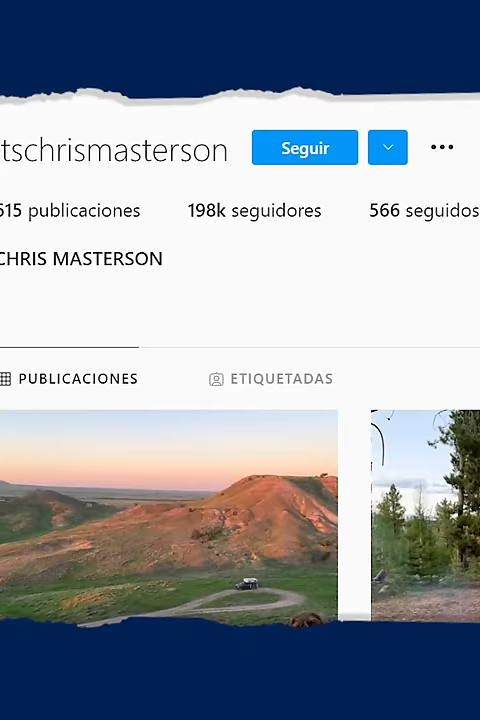 tschrismasterson Seguir
615 publicaciones 198k seguidores 566 seguidos
CHRIS MASTERSON
PUBLICACIONES ETIQUETADAS